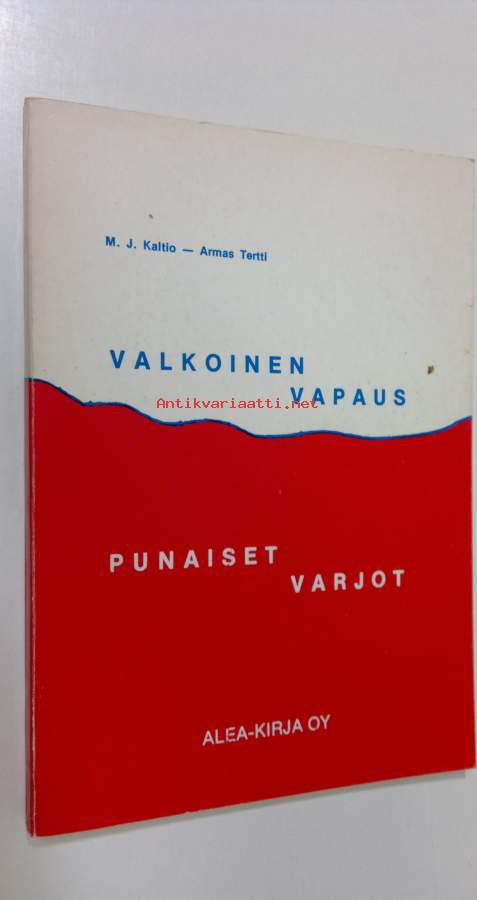 M. J. Kaltio — Armas Tertti
VALKOINEN
VAPAUS
Antikvariaatti.net
PUNAISET
VARJOT
ALEA-KIRJA OY